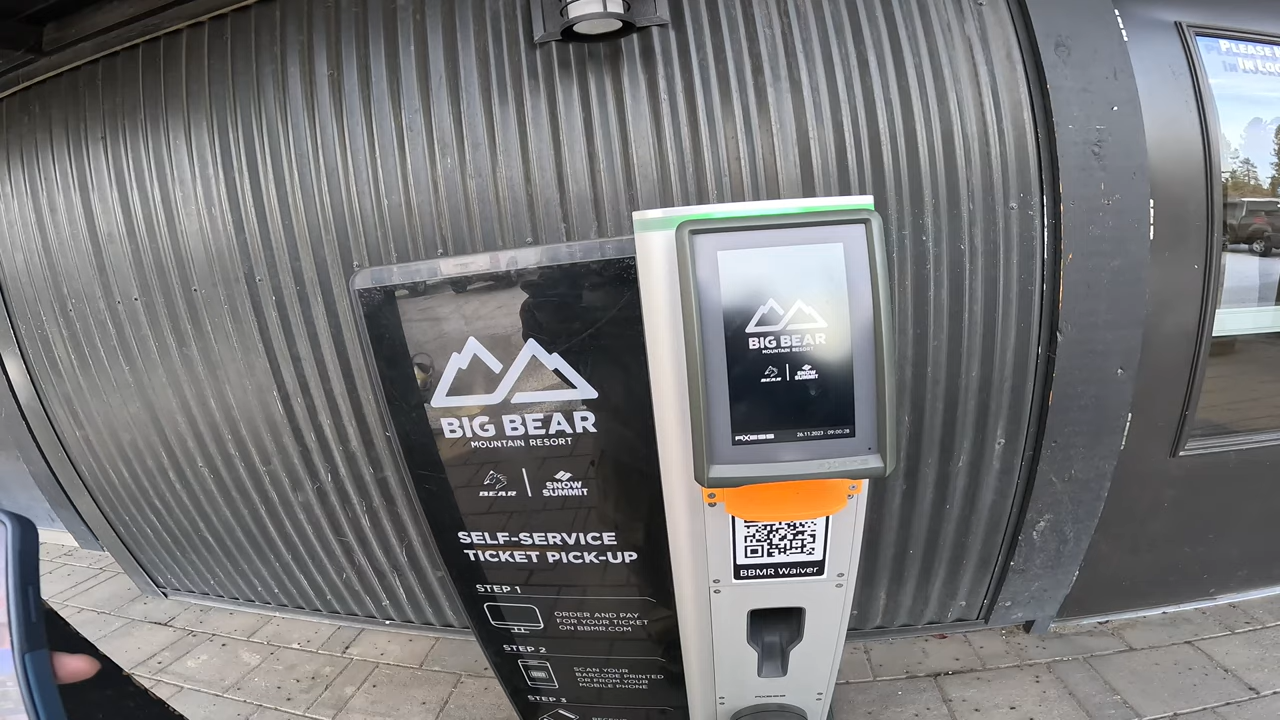 PLEASE
BIG BEAR
MOUNTAIN RESORT
BEAR
SNOW
SUMMIT
SELF-SERVICE
TICKET PICK-UP
STEP 1
ORDER AND PAY
FOR YOUR TICKET
ON BBMR.COM
STEP 2
SCAN YOUR
BARCODE PRINTED
OR FROM YOUR
MOBILE PHONE
STEP 3
BIG BEAR
MOUNTAIN RESORT
BEAR
SNOW
SUMMIT
AXESS
26.11.2023 - 09:00:28
AXESS
BBMR Waiver